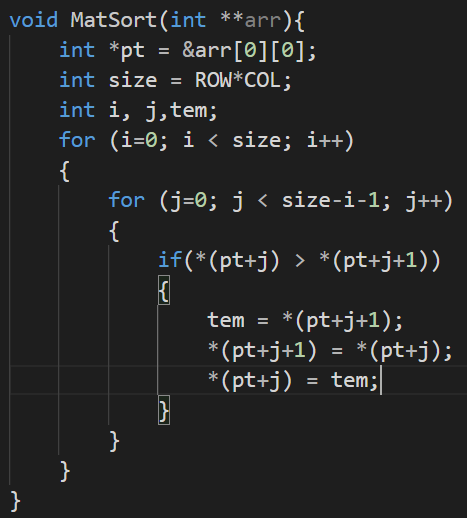 void MatSort(int **arr){
    int *pt = &arr[0][0];
    int size = ROW*COL;
    int i, j,tem;
    for (i=0; i < size; i++)
    {
        for (j=0; j < size-i-1; j++)
        {
            if(*(pt+j) > *(pt+j+1))
            {
                tem = *(pt+j+1);
                *(pt+j+1) = *(pt+j);
                *(pt+j) = tem;
            }
        }
    }
}